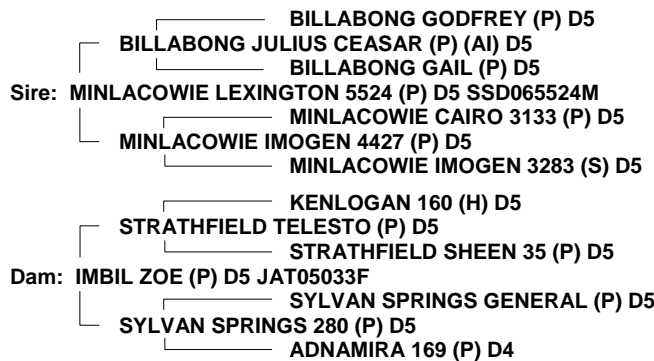 BILLABONG GODFREY (P) D5
BILLABONG JULIUS CEASAR (P) (AI) D5
BILLABONG GAIL (P) D5
Sire: MINLACOWIE LEXINGTON 5524 (P) D5 SSD065524M
MINLACOWIE CAIRO 3133 (P) D5
MINLACOWIE IMOGEN 4427 (P) D5
MINLACOWIE IMOGEN 3283 (S) D5
KENLOGAN 160 (H) D5
STRATHFIELD TELESTO (P) D5
STRATHFIELD SHEEN 35 (P) D5
Dam: IMBIL ZOE (P) D5 JAT05033F
SYLVAN SPRINGS GENERAL (P) D5
SYLVAN SPRINGS 280 (P) D5
ADNAMIRA 169 (P) D4